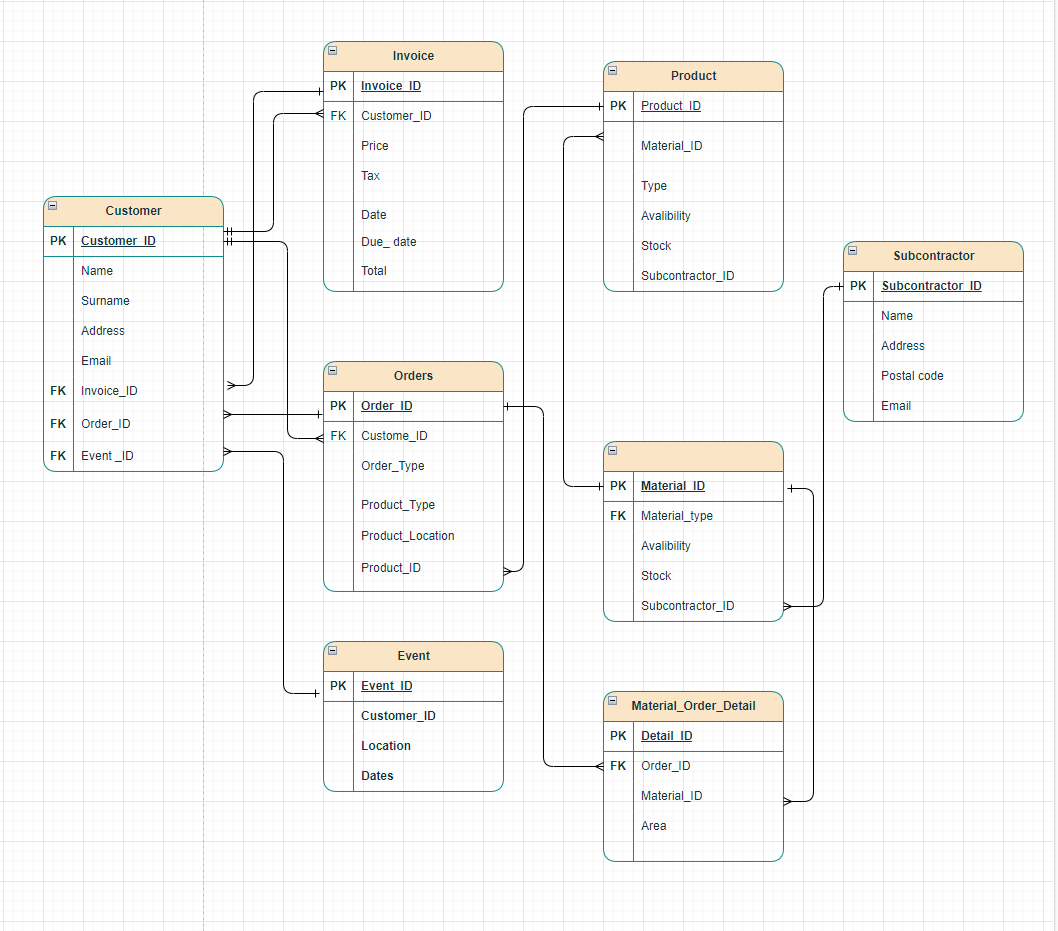 Invoice
PK Invoice_ID
FK Customer_ID
Price
Tax
Date
Due_ date
Total
Product
PK Product_ID
Material_ID
Type
Avalibility
Stock
Subcontractor_ID
Customer
PK Customer_ID
Name
Surname
Address
Email
FK Invoice_ID
FK Order_ID
FK Event _ID
Subcontractor
PK Subcontractor_ID
Name
Address
Postal code
Email
Orders
PK Order_ID
FK Custome_ID
Order_Type
Product_Type
Product_Location
Product_ID
PK Material_ID
FK Material_type
Avalibility
Stock
Subcontractor_ID
Event
PK Event_ID
Customer_ID
Location
Dates
Material_Order_Detail
PK Detail_ID
FK Order_ID
Material_ID
Area